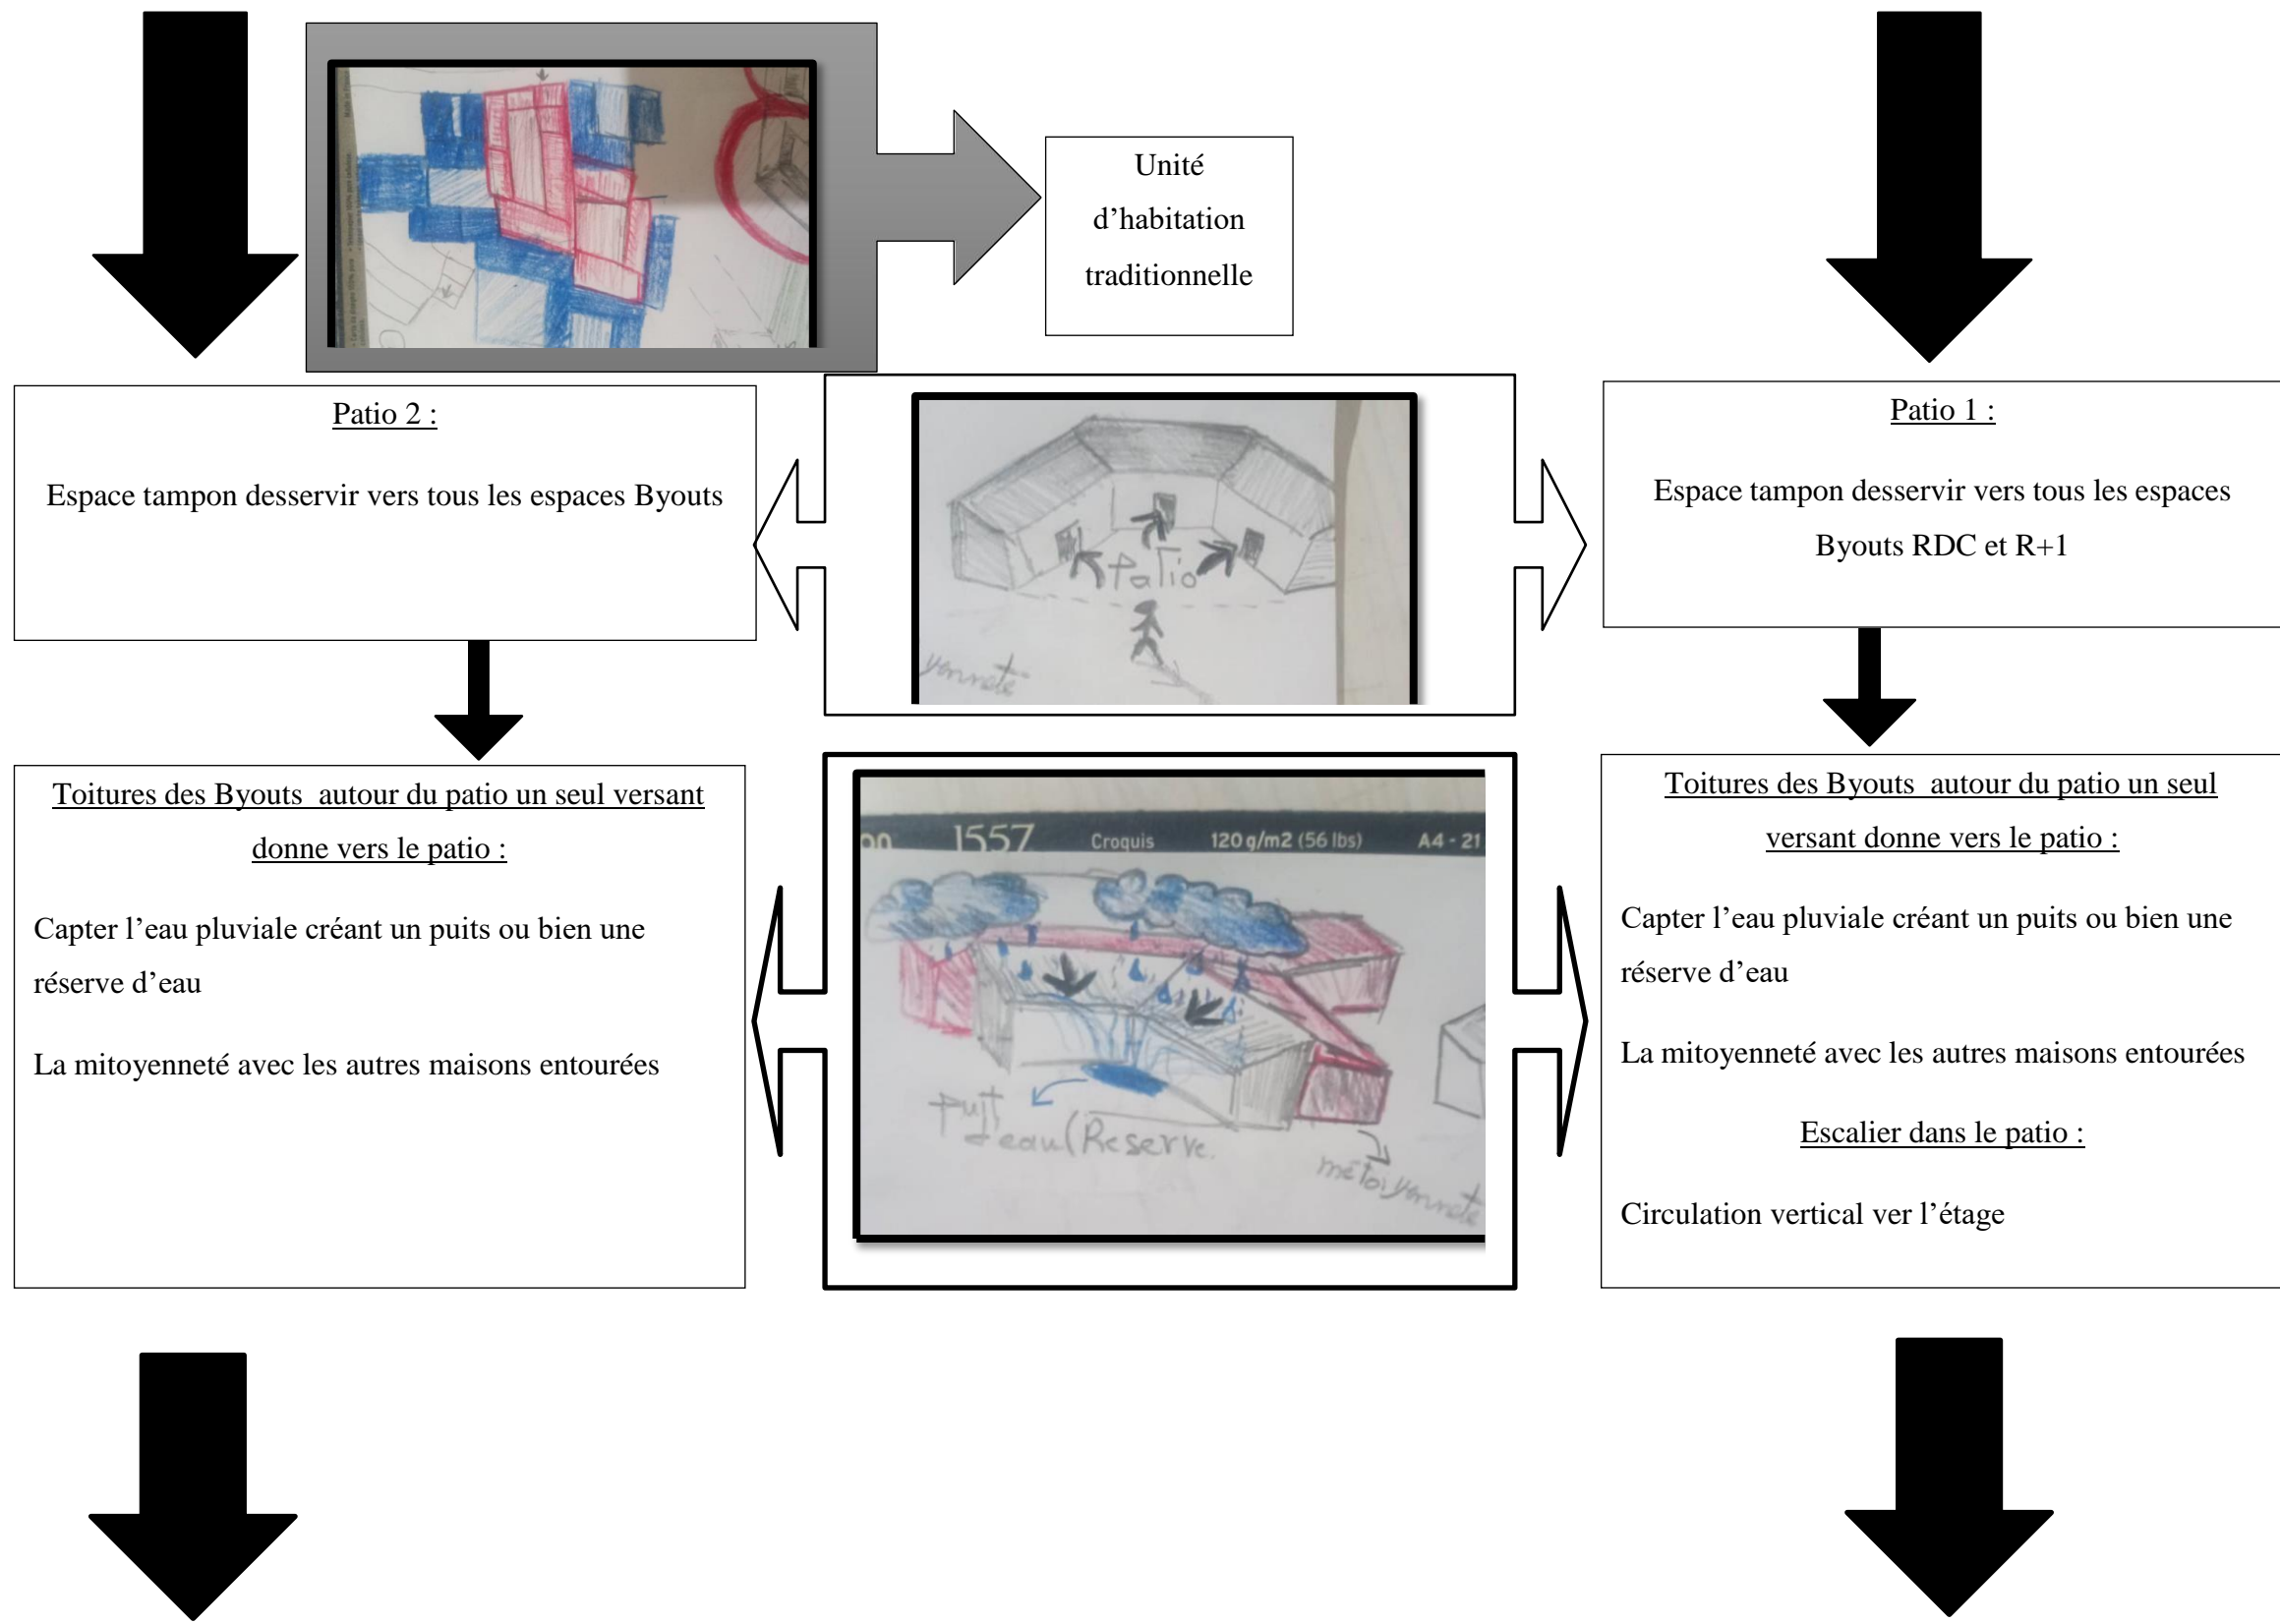 Unité
d’habitation
traditionnelle
Patio 2 :
Espace tampon desservir vers tous les espaces Byouts
patio
yenneté
Patio 1 :
Espace tampon desservir vers tous les espaces
Byouts RDC et R+1
Toitures des Byouts autour du patio un seul versant
donne vers le patio :
Capter l’eau pluviale créant un puits ou bien une
réserve d’eau
La mitoyenneté avec les autres maisons entourées
1557 Croquis 120 g/m2 (56 lbs) A4 - 21
puit
d'eau (Reserve.
metoiyenneté
Toitures des Byouts autour du patio un seul
versant donne vers le patio :
Capter l’eau pluviale créant un puits ou bien une
réserve d’eau
La mitoyenneté avec les autres maisons entourées
Escalier dans le patio :
Circulation vertical ver l’étage